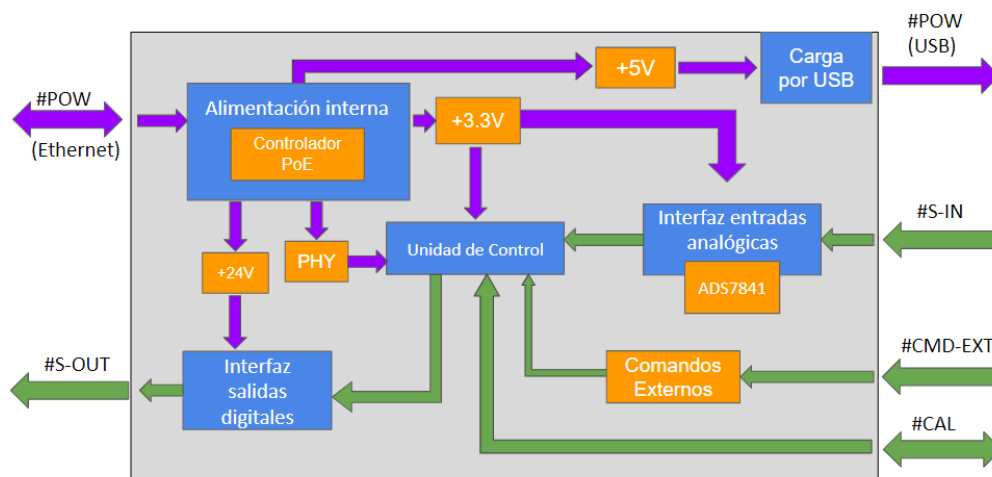 #POW
(Ethernet)
Alimentación interna
Controlador
PoE
+5V
Carga
por USB
#POW
(USB)
+3.3V
+24V
PHY
Unidad de Control
Interfaz entradas
analógicas
ADS7841
#S-IN
#S-OUT
Interfaz
salidas
digitales
Comandos
Externos
#CMD-EXT
#CAL